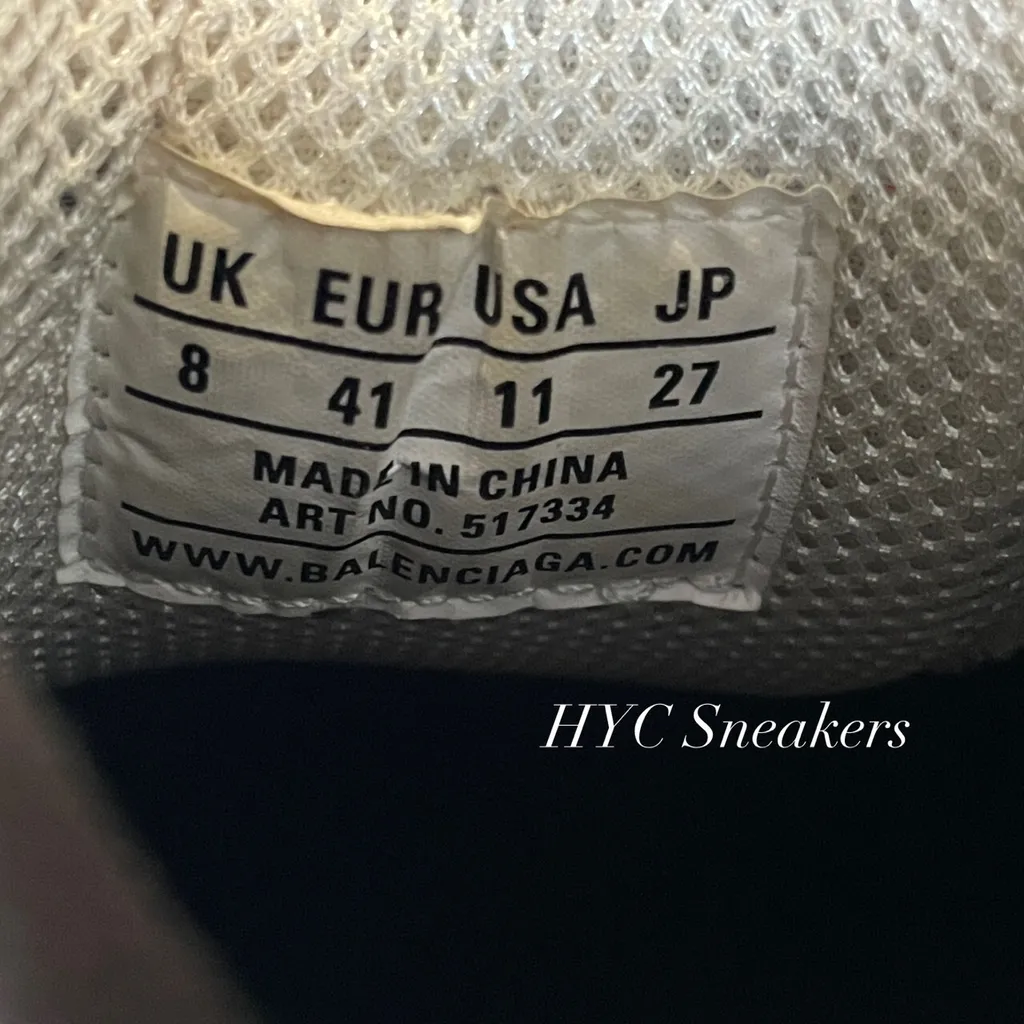 UK EUR USA JP
8 41 11 27
MADE IN CHINA
ART NO. 517334
WWW.BALENCIAGA.COM
HYC Sneakers